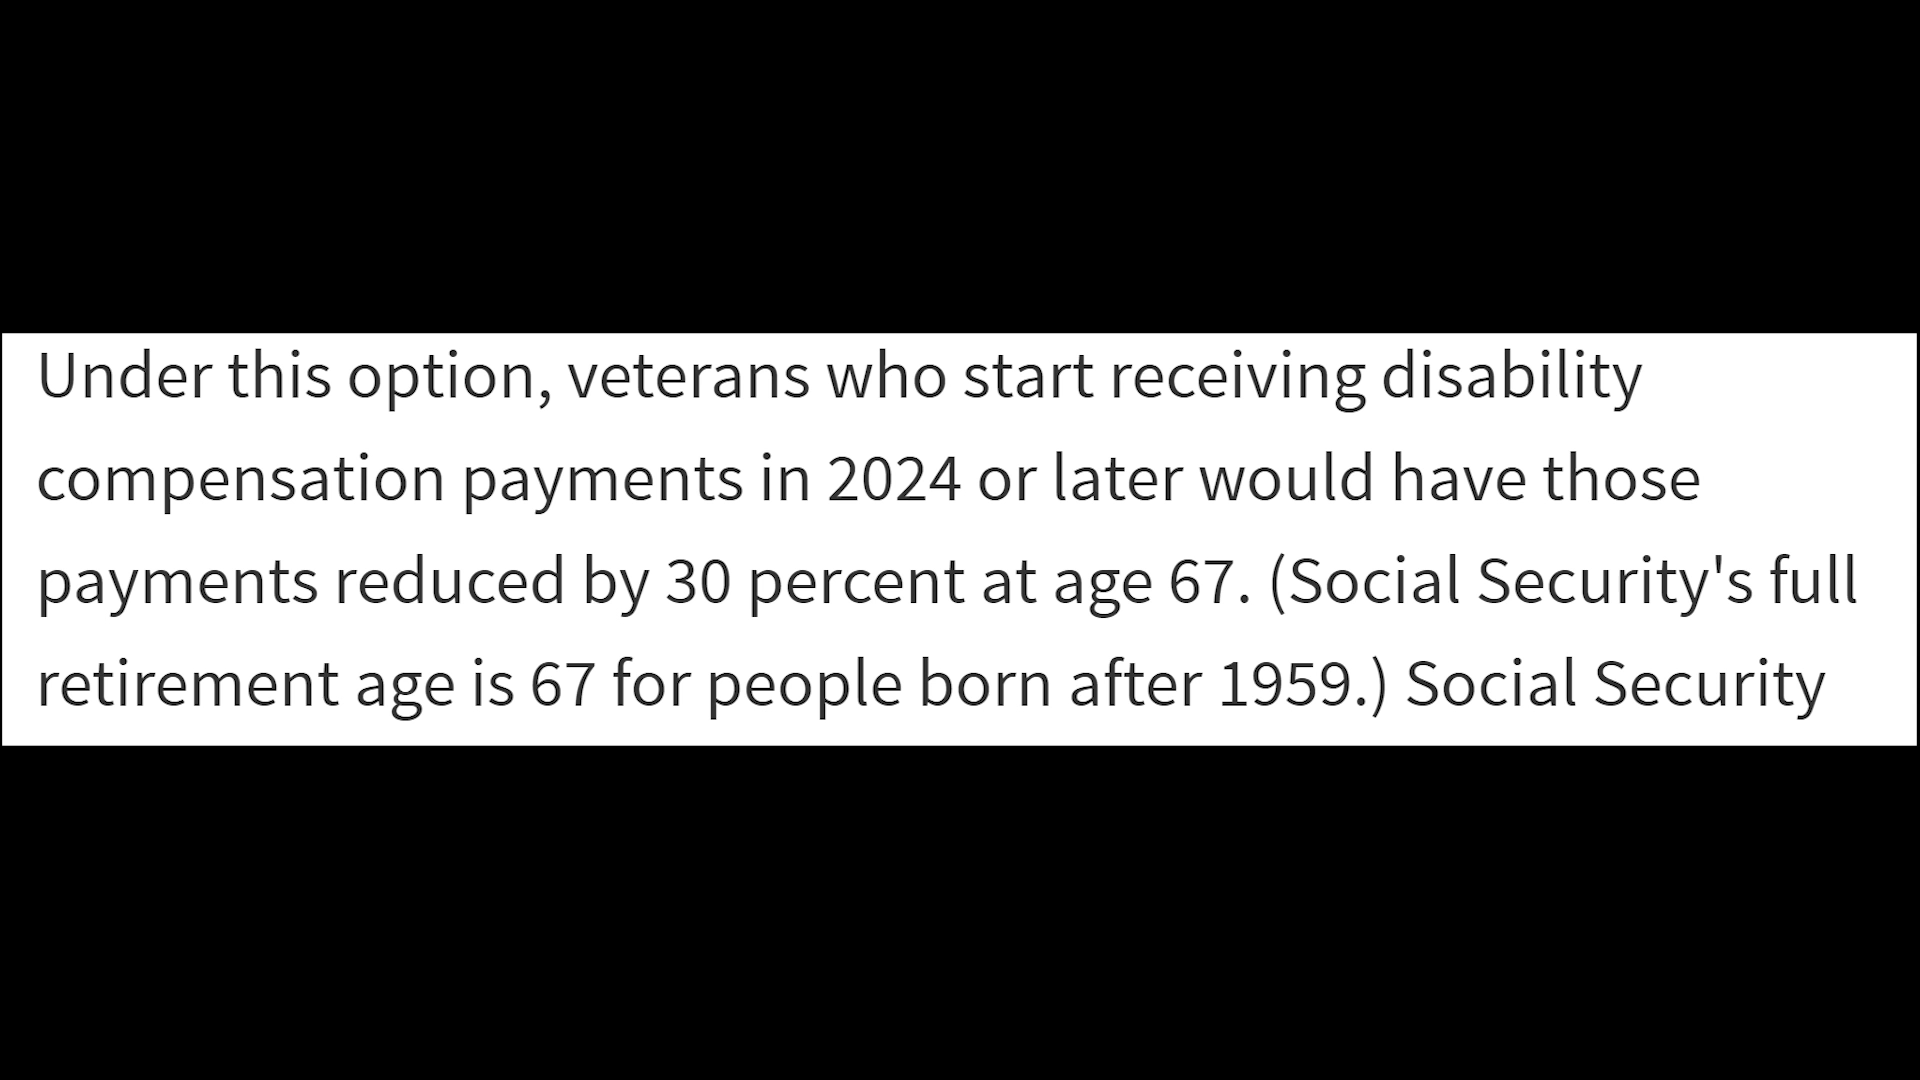 Under this option, veterans who start receiving disability
compensation payments in 2024 or later would have those
payments reduced by 30 percent at age 67. (Social Security's full
retirement age is 67 for people born after 1959.) Social Security